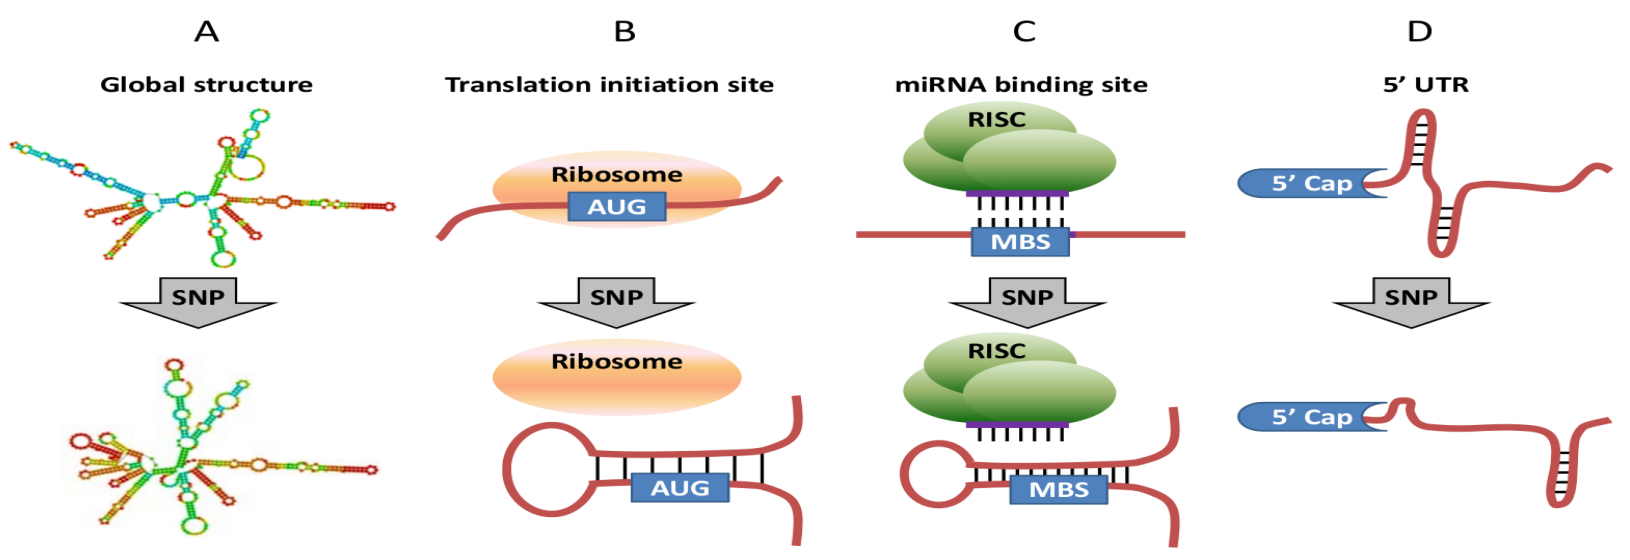 A
B
C
D
Global structure
Translation initiation site
miRNA binding site
5’ UTR
Ribosome
AUG
RISC
MBS
5’ Cap
SNP
SNP
SNP
SNP
Ribosome
AUG
RISC
MBS
5’ Cap